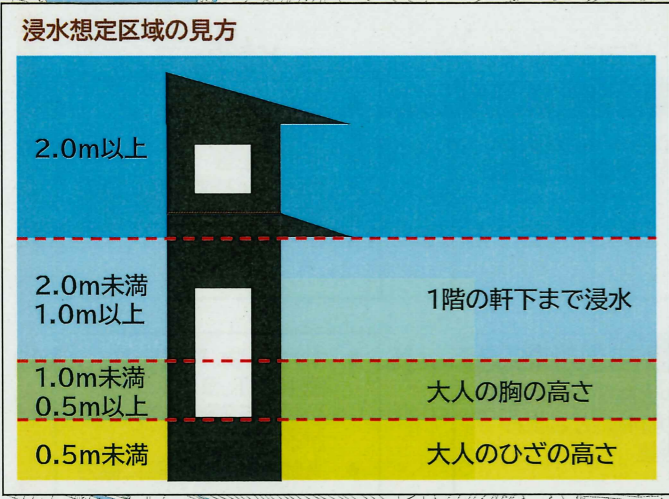 浸水想定区域の見方
2.0m以上
2.0m未満
1.0m以上
1階の軒下まで浸水
1.0m未満
0.5m以上
大人の胸の高さ
0.5m未満
大人のひざの高さ